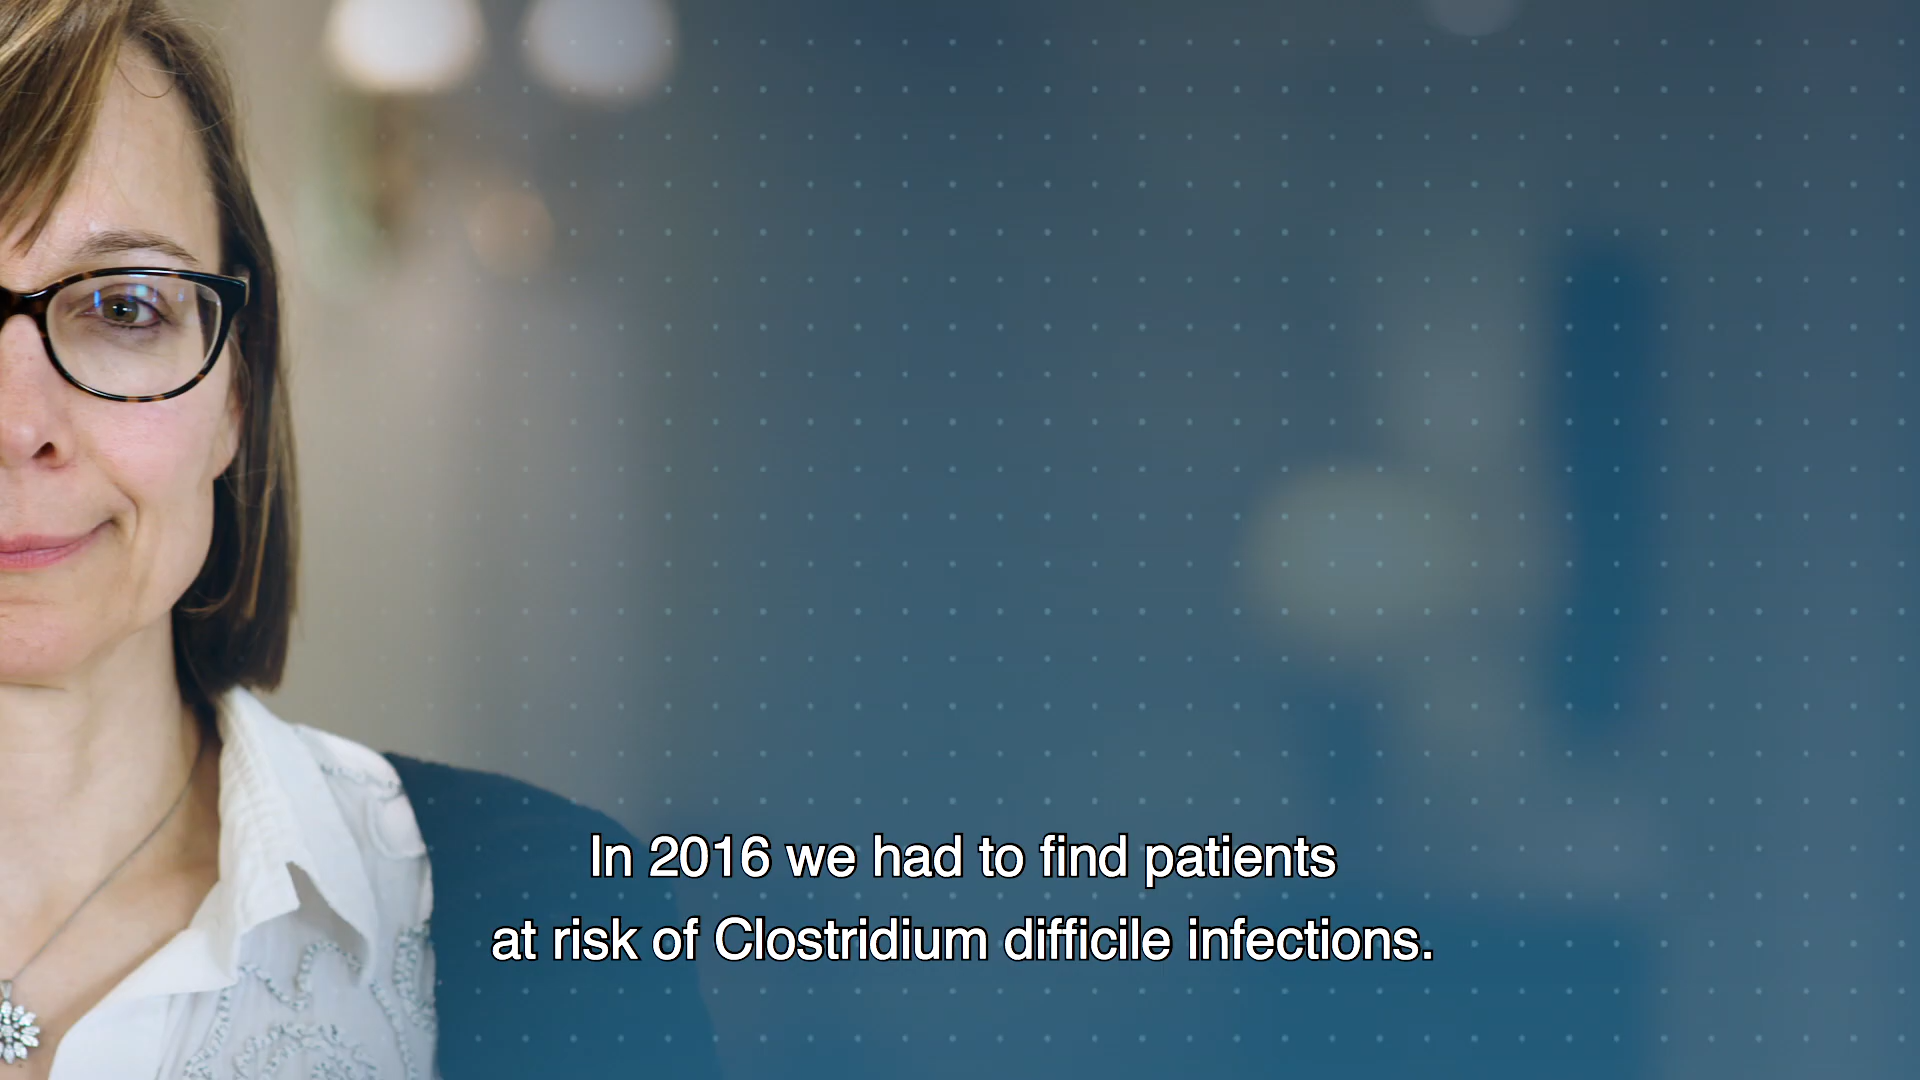 In 2016 we had to find patients
at risk of Clostridium difficile infections.